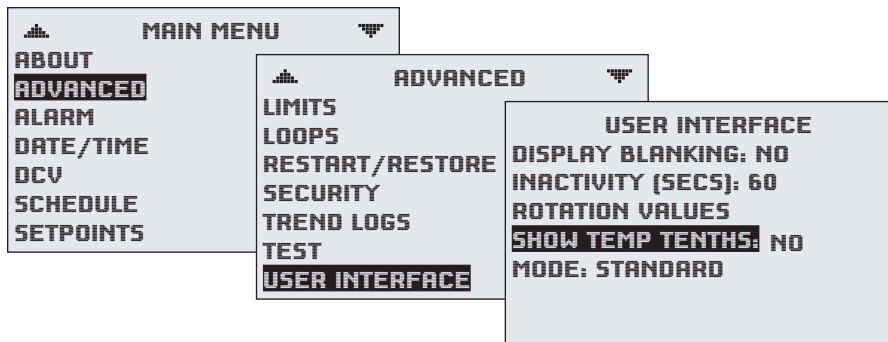 MAIN MENU
ABOUT
ADVANCED
ALARM
DATE/TIME
DCV
SCHEDULE
SETPOINTS
ADVANCED
LIMITS
LOOPS
RESTART/RESTORE
SECURITY
TREND LOGS
TEST
USER INTERFACE
USER INTERFACE
DISPLAY BLANKING: NO
INACTIVITY (SECS): 60
ROTATION VALUES
SHOW TEMP TENTHS: NO
MODE: STANDARD